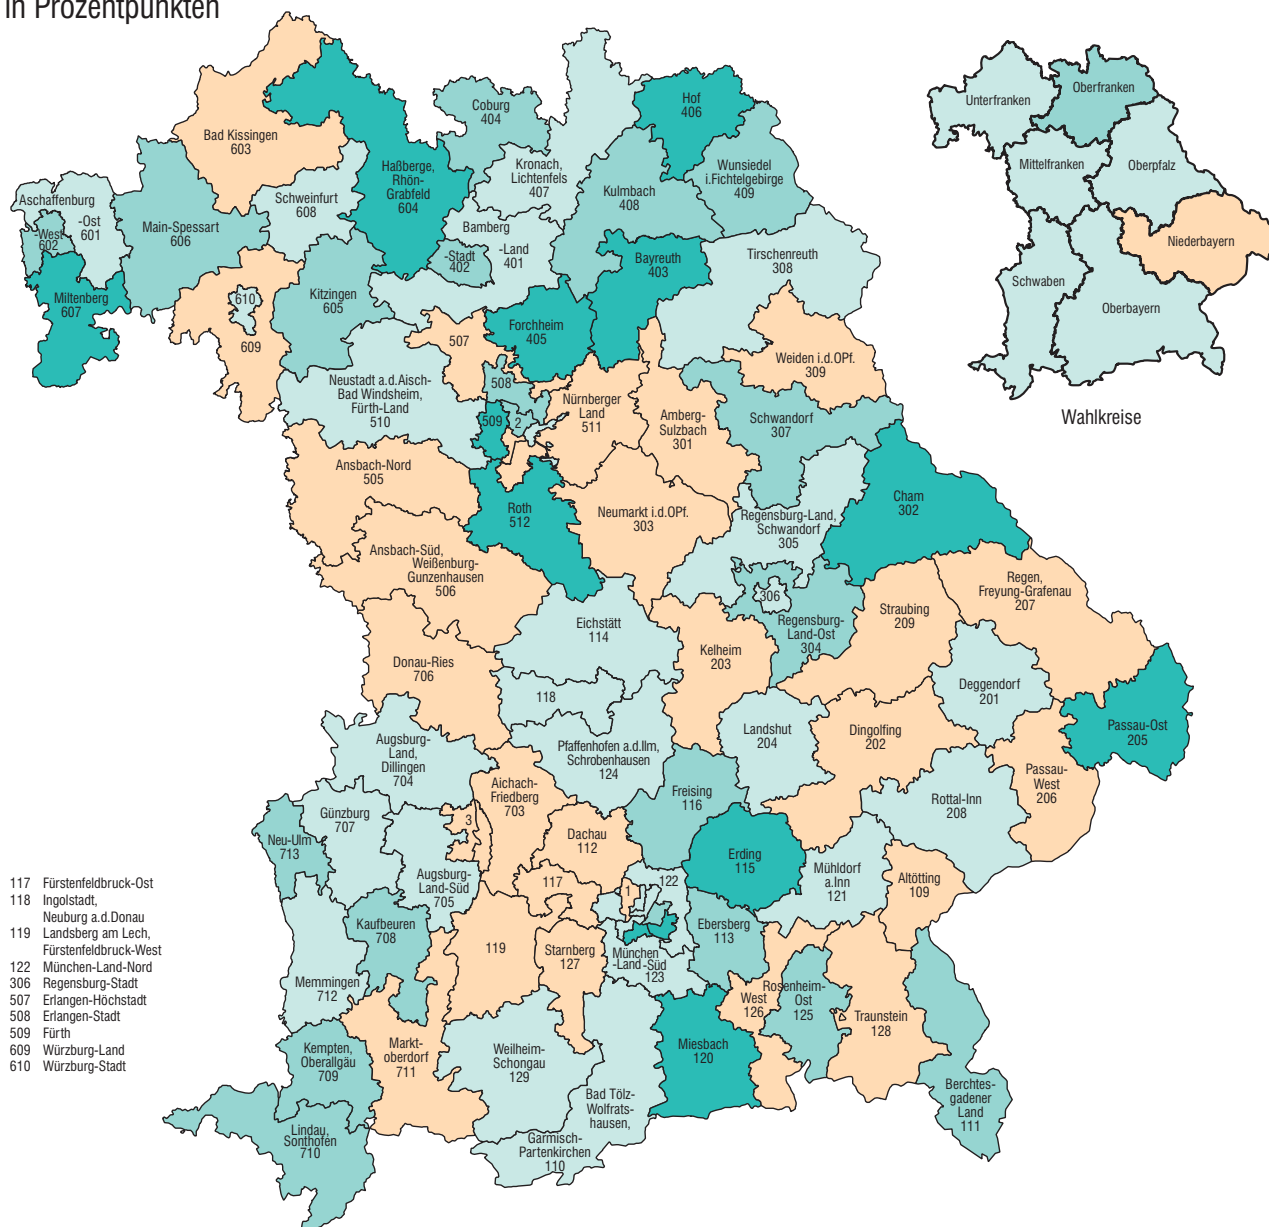 in Prozentpunkten
Bad Kissingen
603
Coburg
404
Hof
406
Haßberge,
Rhön-
Grabfeld
604
Kronach,
Lichtenfels
407
Kulmbach
408
Wunsiedel
i.Fichtelgebirge
409
Aschaffenburg
-West
602
-Ost
601
Main-Spessart
606
Schweinfurt
608
Bamberg
-Stadt
402
-Land
401
Bayreuth
403
Tirschenreuth
308
Miltenberg
607
610
609
Kitzingen
605
507
Forchheim
405
Weiden i.d.OPf.
309
Neustadt a.d.Aisch-
Bad Windsheim,
Fürth-Land
510
508
509
2
Nürnberger
Land
511
Amberg-
Sulzbach
301
Schwandorf
307
Ansbach-Nord
505
Roth
512
Neumarkt i.d.OPf.
303
Regensburg-Land,
Schwandorf
305
Cham
302
Ansbach-Süd,
Weißenburg-
Gunzenhausen
506
Eichstätt
114
306
Regensburg-
Land-Ost
304
Straubing
209
Regen,
Freyung-Grafenau
207
Donau-Ries
706
Kelheim
203
Deggendorf
201
118
Landshut
204
Dingolfing
202
Passau-Ost
205
Augsburg-
Land,
Dillingen
704
Pfaffenhofen a.d.Ilm,
Schrobenhausen
124
Passau-
West
206
Aichach-
Friedberg
703
Freising
116
Rottal-Inn
208
Günzburg
707
3
Dachau
112
Neu-Ulm
713
Erding
115
Mühldorf
a.Inn
121
Altötting
109
Augsburg-
Land-Süd
705
117
1
122
Kaufbeuren
708
119
Starnberg
127
München
-Land-Süd
123
Ebersberg
113
Memmingen
712
West
126
Rosenheim-
Ost
125
Traunstein
128
Kempten,
Oberallgäu
709
Markt-
oberdorf
711
Weilheim-
Schongau
129
Miesbach
120
Bad Tölz-
Wolfrats-
hausen,
Garmisch-
Partenkirchen
110
Berchtes-
gadener
Land
111
Lindau,
Sonthofen
710
Unterfranken
Oberfranken
Mittelfranken
Oberpfalz
Niederbayern
Schwaben
Oberbayern
Wahlkreise
117 Fürstenfeldbruck-Ost
118 Ingolstadt,
Neuburg a.d.Donau
119 Landsberg am Lech,
Fürstenfeldbruck-West
122 München-Land-Nord
306 Regensburg-Stadt
507 Erlangen-Höchstadt
508 Erlangen-Stadt
509 Fürth
609 Würzburg-Land
610 Würzburg-Stadt